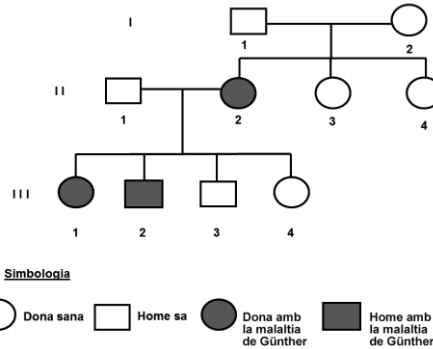 I
1
2
II
1
2
3
4
III
1
2
3
4
Simbologia
Dona sana
Home sa
Dona amb
la malaltia
de Günther
Home amb
la malaltia
de Günther